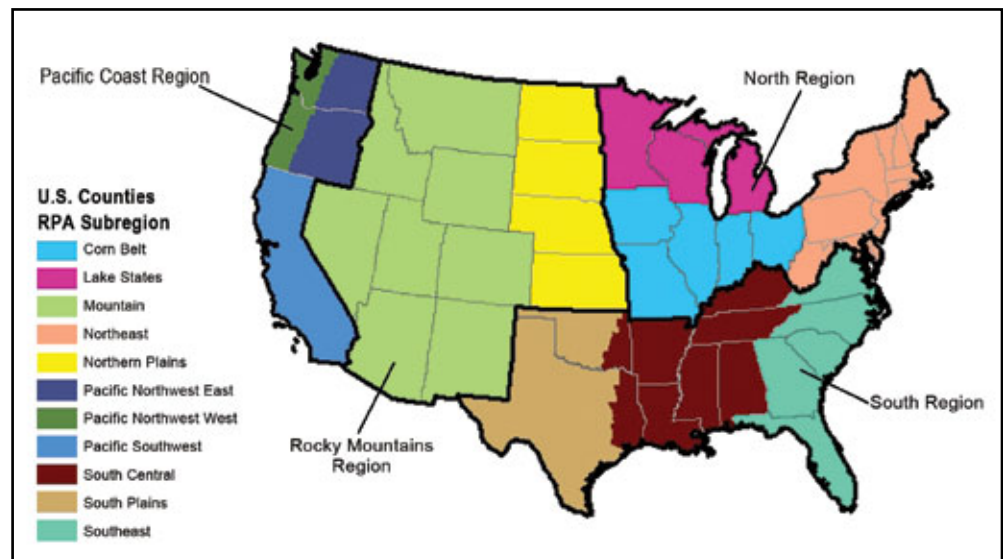 Pacific Coast Region
North Region
U.S. Counties
RPA Subregion
Corn Belt
Lake States
Mountain
Northeast
Northern Plains
Pacific Northwest East
Pacific Northwest West
Pacific Southwest
South Central
South Plains
Southeast
Rocky Mountains
Region
South Region